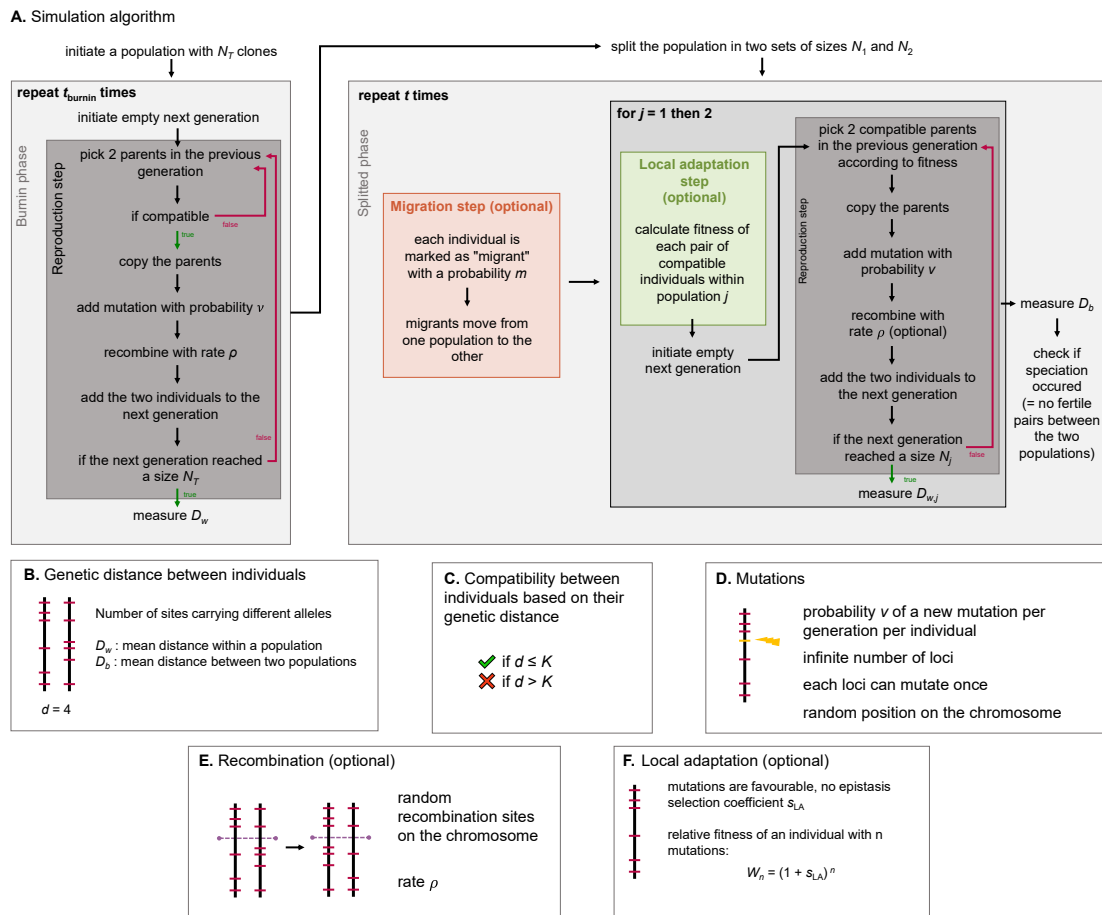 A. Simulation algorithm
initiate a population with N_T clones
split the population in two sets of sizes N_1 and N_2
Burnin phase
repeat t_burnin times
initiate empty next generation
Reproduction step
pick 2 parents in the previous
generation
if compatible
false
true
copy the parents
add mutation with probability ν
recombine with rate ρ
add the two individuals to the
next generation
false
if the next generation reached
a size N_T
true
measure D_w
Splitted phase
repeat t times
Migration step (optional)
each individual is
marked as "migrant"
with a probability m
migrants move from
one population to the
other
for j = 1 then 2
Local adaptation
step
(optional)
calculate fitness of
each pair of
compatible
individuals within
population j
initiate empty
next generation
Reproduction step
pick 2 compatible parents
in the previous generation
according to fitness
copy the parents
add mutation with
probability ν
recombine with
rate ρ (optional)
add the two individuals to
the next generation
if the next generation
reached a size N_j
false
true
measure D_w,j
measure D_b
check if
speciation
occured
(= no fertile
pairs between
the two
populations)
B. Genetic distance between individuals
Number of sites carrying different alleles
D_w : mean distance within a population
D_b : mean distance between two populations
d = 4
C. Compatibility between
individuals based on their
genetic distance
if d ≤ K
if d > K
D. Mutations
probability ν of a new mutation per
generation per individual
infinite number of loci
each loci can mutate once
random position on the chromosome
E. Recombination (optional)
random
recombination sites
on the chromosome
rate ρ
F. Local adaptation (optional)
mutations are favourable, no epistasis
selection coefficient s_LA
relative fitness of an individual with n
mutations:
W_n = (1 + s_LA)^n